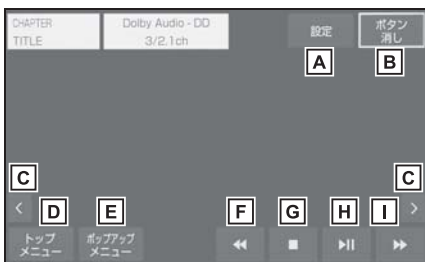 CHAPTER
TITLE
Dolby Audio - DD
3/2.1ch
設定
ボタン
消し
A
B
C
C
D
E
F
G
H
I
トップ
メニュー
ポップアップ
メニュー